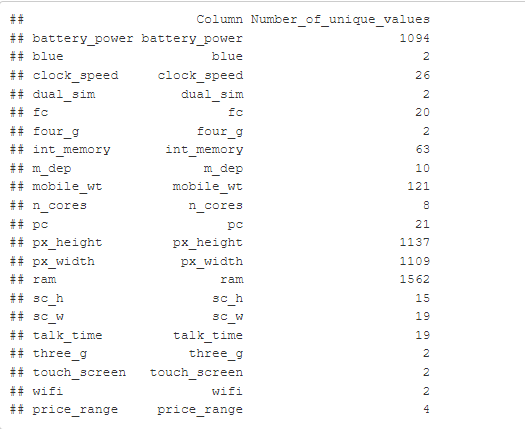 ##                     Column Number_of_unique_values
## battery_power battery_power                   1094
## blue                   blue                      2
## clock_speed     clock_speed                     26
## dual_sim           dual_sim                      2
## fc                       fc                     20
## four_g               four_g                      2
## int_memory       int_memory                     63
## m_dep                 m_dep                     10
## mobile_wt         mobile_wt                    121
## n_cores             n_cores                      8
## pc                       pc                     21
## px_height         px_height                   1137
## px_width           px_width                   1109
## ram                     ram                   1562
## sc_h                   sc_h                     15
## sc_w                   sc_w                     19
## talk_time         talk_time                     19
## three_g             three_g                      2
## touch_screen   touch_screen                      2
## wifi                   wifi                      2
## price_range     price_range                      4